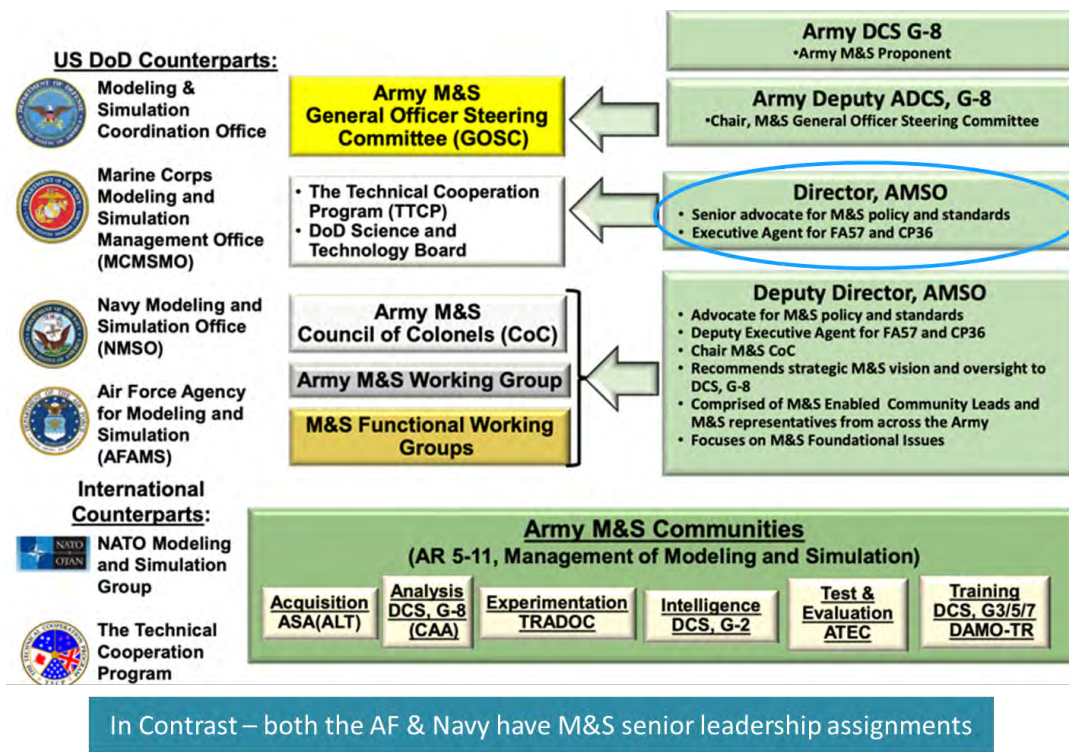 US DoD Counterparts:
Modeling &
Simulation
Coordination Office
Marine Corps
Modeling and
Simulation
Management Office
(MCMSMO)
Navy Modeling and
Simulation Office
(NMSO)
Air Force Agency
for Modeling and
Simulation
(AFAMS)
International
Counterparts:
NATO
OTAN
NATO Modeling
and Simulation
Group
The Technical
Cooperation
Program
Army M&S
General Officer Steering
Committee (GOSC)
• The Technical Cooperation
Program (TTCP)
• DoD Science and
Technology Board
Army M&S
Council of Colonels (CoC)
Army M&S Working Group
M&S Functional Working
Groups
Army DCS G-8
•Army M&S Proponent
Army Deputy ADCS, G-8
•Chair, M&S General Officer Steering Committee
Director, AMSO
• Senior advocate for M&S policy and standards
• Executive Agent for FA57 and CP36
Deputy Director, AMSO
• Advocate for M&S policy and standards
• Deputy Executive Agent for FA57 and CP36
• Chair M&S CoC
• Recommends strategic M&S vision and oversight to
DCS, G-8
• Comprised of M&S Enabled Community Leads and
M&S representatives from across the Army
• Focuses on M&S Foundational Issues
Army M&S Communities
(AR 5-11, Management of Modeling and Simulation)
Acquisition
ASA(ALT)
Analysis
DCS, G-8
(CAA)
Experimentation
TRADOC
Intelligence
DCS, G-2
Test &
Evaluation
ATEC
Training
DCS, G3/5/7
DAMO-TR
In Contrast – both the AF & Navy have M&S senior leadership assignments